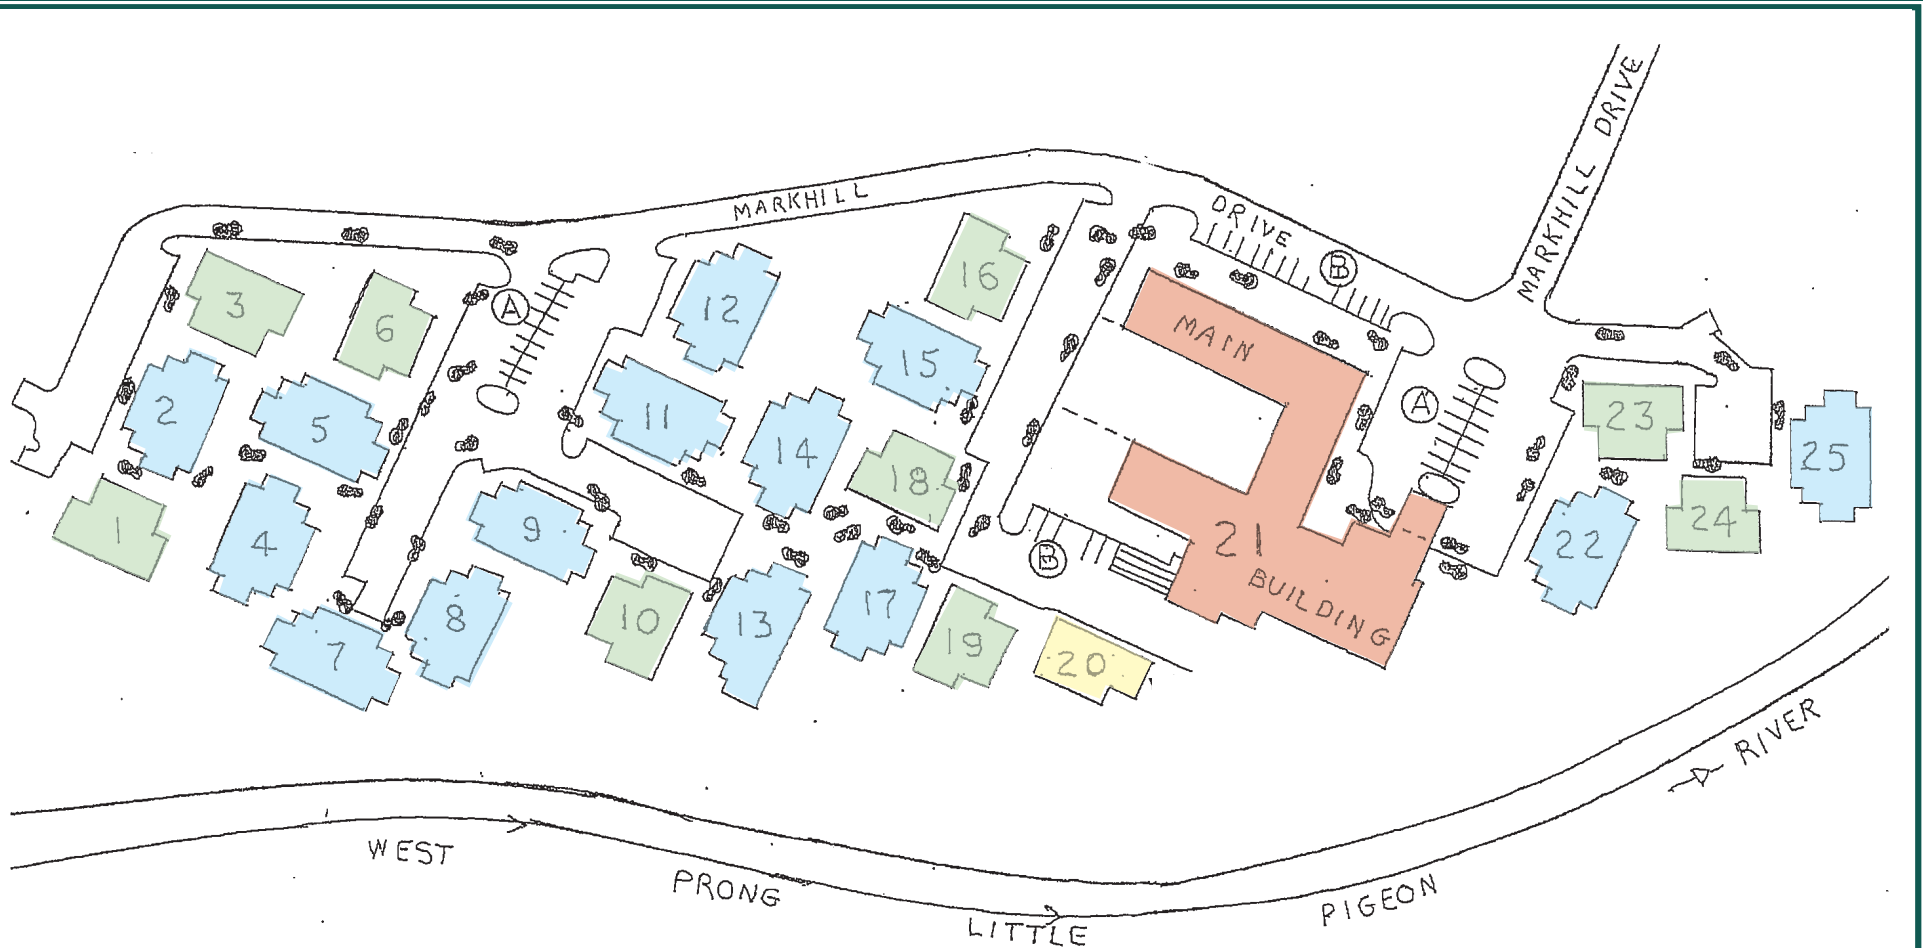 MARKHILL DRIVE
MARKHILL
DRIVE
B
A
A
B
MAIN
21
BUILDING
1
2
3
4
5
6
7
8
9
10
11
12
13
14
15
16
17
18
19
20
22
23
24
25
WEST
PRONG
LITTLE
PIGEON
RIVER